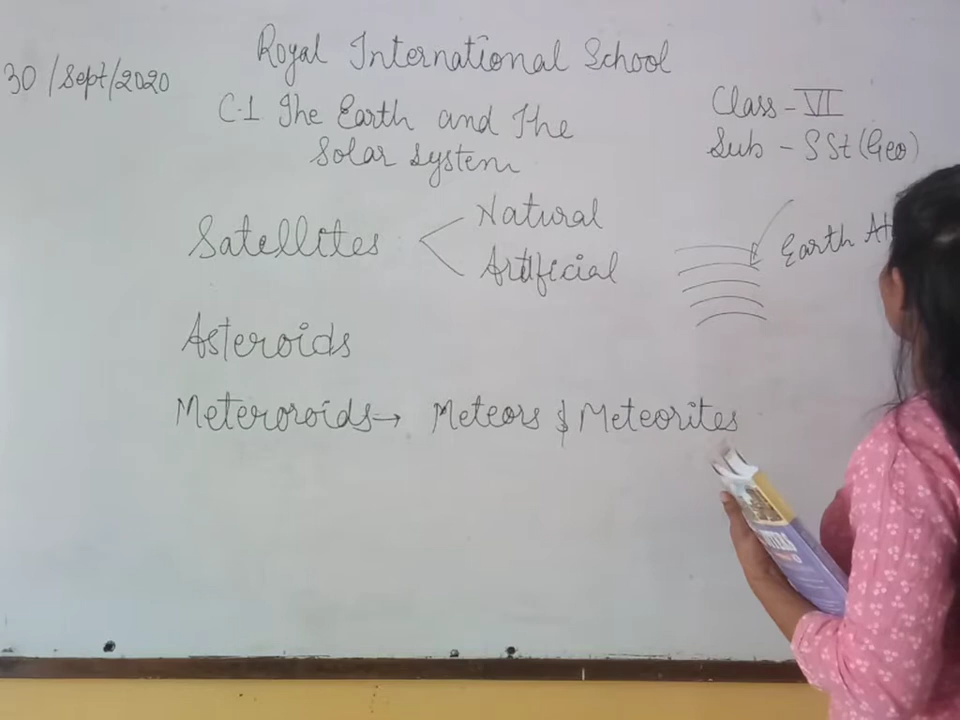 Royal International School
30/Sept/2020
C.1 The Earth and The
Solar System
Class - VI
Sub - SSt (Geo)
Satellites < Natural
Artificial
Earth At
Asteroids
Meteroroids → Meteors & Meteorites